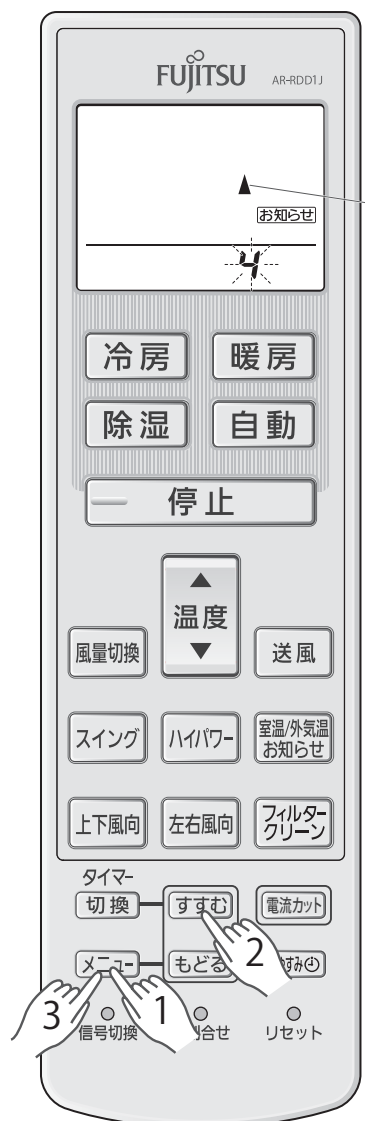 FUJITSU AR-RDD1J
お知らせ
4
冷房 暖房
除湿 自動
停止
▲
温度
▼
風量切換 送風
スイング ハイパワー 室温/外気温
お知らせ
上下風向 左右風向 フィルター
クリーン
タイマー
切換 すすむ 電流カット
2
メニュー もどる すみ
3 1
信号切換 合せ リセット